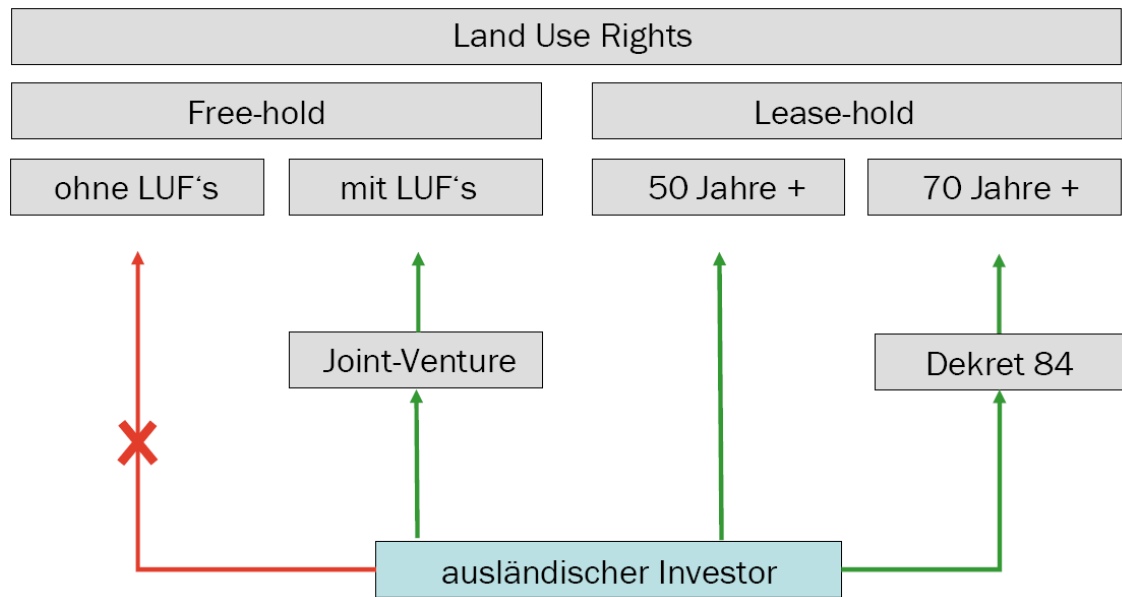 Land Use Rights
Free-hold
Lease-hold
ohne LUF‘s
mit LUF‘s
50 Jahre +
70 Jahre +
Joint-Venture
Dekret 84
ausländischer Investor